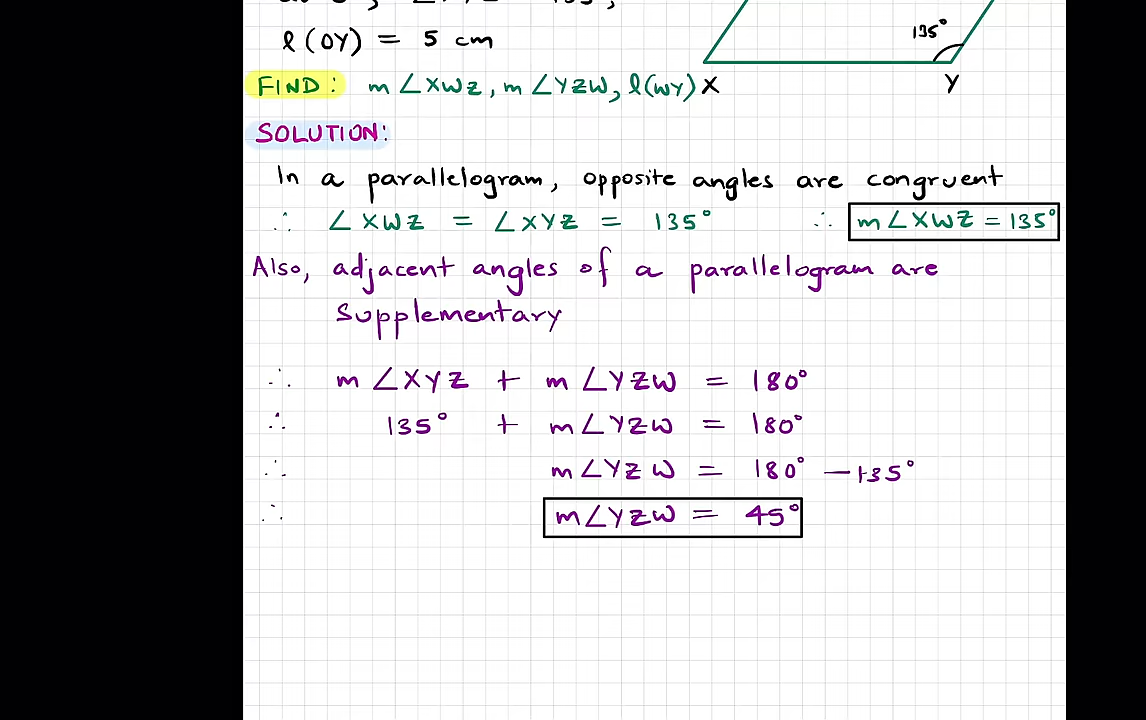 l (OY) = 5 cm
135°
FIND: m ∠XWZ, m ∠YZW, l(WY)
X
Y
SOLUTION:
In a parallelogram, opposite angles are congruent
∴ ∠XWZ = ∠XYZ = 135° ∴ m∠XWZ = 135°
Also, adjacent angles of a parallelogram are
supplementary
∴ m ∠XYZ + m ∠YZW = 180°
∴ 135° + m∠YZW = 180°
∴ m∠YZW = 180° - 135°
∴ m∠YZW = 45°